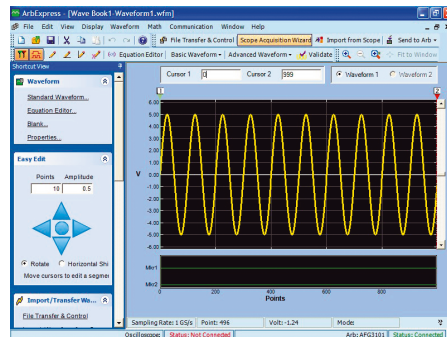 ArbExpress - [Wave Book1-Waveform1.wfm]
File Edit View Display Waveform Math Communication Window Help
File Transfer & Control Scope Acquisition Wizard Import from Scope Send to Arb
Equation Editor Basic Waveform Advanced Waveform Validate Fit to Window
Shortcut View
Cursor 1 0 Cursor 2 999 Waveform 1 Waveform 2
Waveform
Standard Waveform...
Equation Editor...
Blank...
Properties...
Easy Edit
Points Amplitude
10 0.5
Rotate Horizontal Shi
Move cursors to edit a segmer
Import/Transfer Wa...
File Transfer & Control
1 2
6.00
5.00
4.00
3.00
2.00
1.00
V 0.00
-1.00
-2.00
-3.00
-4.00
-5.00
-6.00
Mkr1
Mkr2
0 200 400 600 800
Points
Sampling Rate: 1 GS/s Point: 496 Volt: -1.24 Mode:
Oscilloscope: Status: Not Connected Arb: AFG3101 Status: Connected